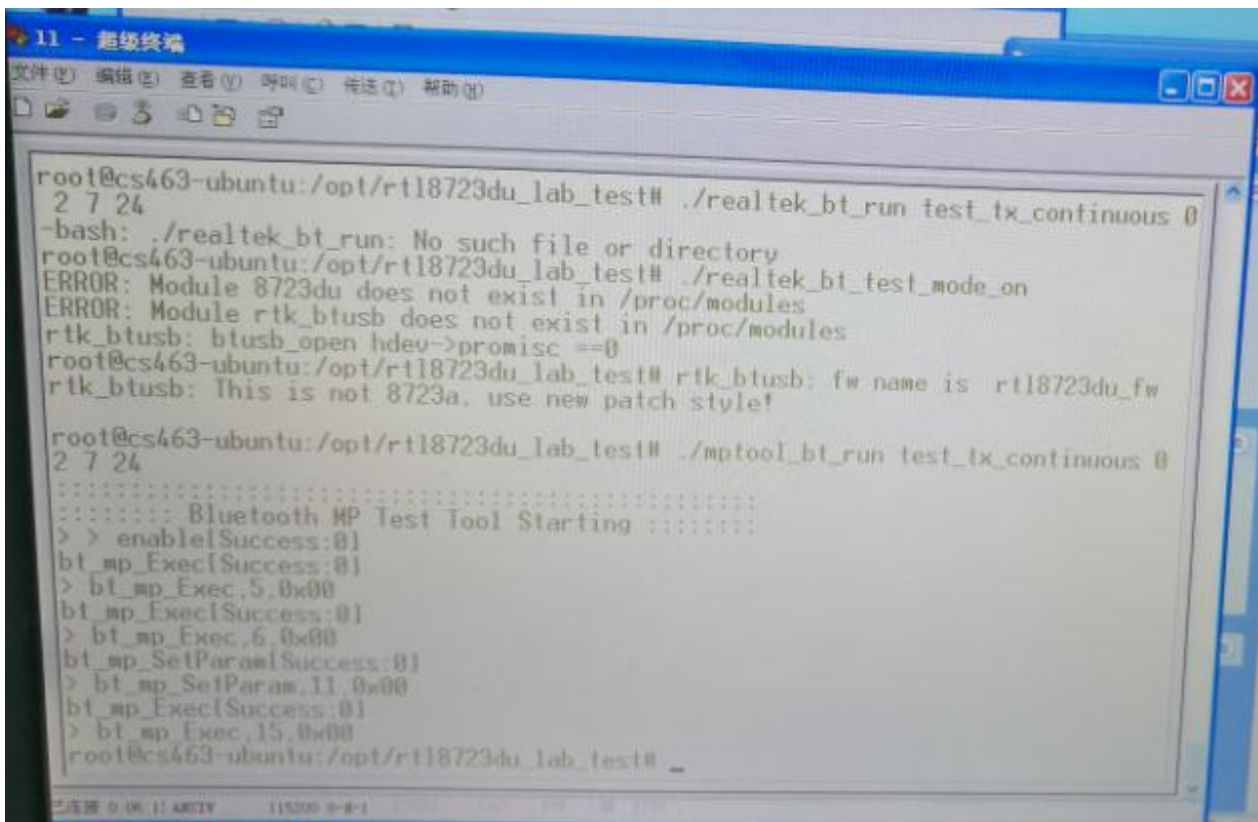 11 - 超级终端
文件(F) 编辑(E) 查看(V) 呼叫(C) 传送(T) 帮助(H)
root@cs463-ubuntu:/opt/rtl8723du_lab_test# ./realtek_bt_run test_tx_continuous 0
2 7 24
-bash: ./realtek_bt_run: No such file or directory
root@cs463-ubuntu:/opt/rtl8723du_lab_test# ./realtek_bt_test_mode_on
ERROR: Module 8723du does not exist in /proc/modules
ERROR: Module rtk_btusb does not exist in /proc/modules
rtk_btusb: btusb_open hdev->promisc ==0
root@cs463-ubuntu:/opt/rtl8723du_lab_test# rtk_btusb: fw name is  rtl8723du_fw
rtk_btusb: This is not 8723a, use new patch style!
root@cs463-ubuntu:/opt/rtl8723du_lab_test# ./mptool_bt_run test_tx_continuous 0
2 7 24
:::::::::::::::::::::::::::::::::::::::::::::::::::::::
:::::::: Bluetooth MP Test Tool Starting ::::::::
> > enable[Success:0]
bt_mp_Exec[Success:0]
> bt_mp_Exec,5,0x00
bt_mp_Exec[Success:0]
> bt_mp_Exec,6,0x00
bt_mp_SetParam[Success:0]
> bt_mp_SetParam,11,0x00
bt_mp_Exec[Success:0]
> bt_mp_Exec,15,0x00
root@cs463-ubuntu:/opt/rtl8723du_lab_test# _
已连接 115200